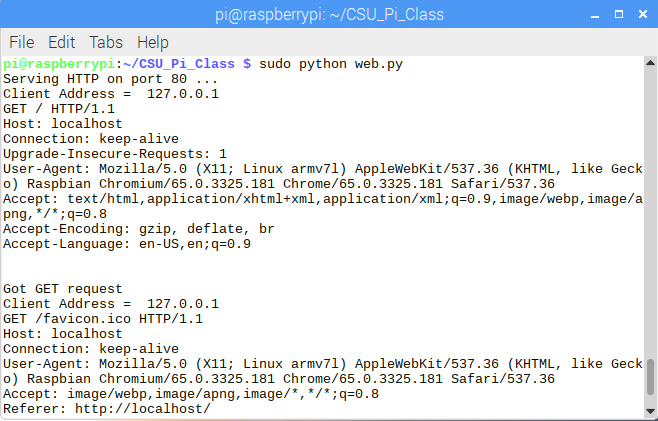 pi@raspberrypi: ~/CSU_Pi_Class
File Edit Tabs Help
pi@raspberrypi:~/CSU_Pi_Class $ sudo python web.py
Serving HTTP on port 80 ...
Client Address =  127.0.0.1
GET / HTTP/1.1
Host: localhost
Connection: keep-alive
Upgrade-Insecure-Requests: 1
User-Agent: Mozilla/5.0 (X11; Linux armv7l) AppleWebKit/537.36 (KHTML, like Geck
o) Raspbian Chromium/65.0.3325.181 Chrome/65.0.3325.181 Safari/537.36
Accept: text/html,application/xhtml+xml,application/xml;q=0.9,image/webp,image/a
png,*/*;q=0.8
Accept-Encoding: gzip, deflate, br
Accept-Language: en-US,en;q=0.9
Got GET request
Client Address =  127.0.0.1
GET /favicon.ico HTTP/1.1
Host: localhost
Connection: keep-alive
User-Agent: Mozilla/5.0 (X11; Linux armv7l) AppleWebKit/537.36 (KHTML, like Geck
o) Raspbian Chromium/65.0.3325.181 Chrome/65.0.3325.181 Safari/537.36
Accept: image/webp,image/apng,image/*,*/*;q=0.8
Referer: http://localhost/